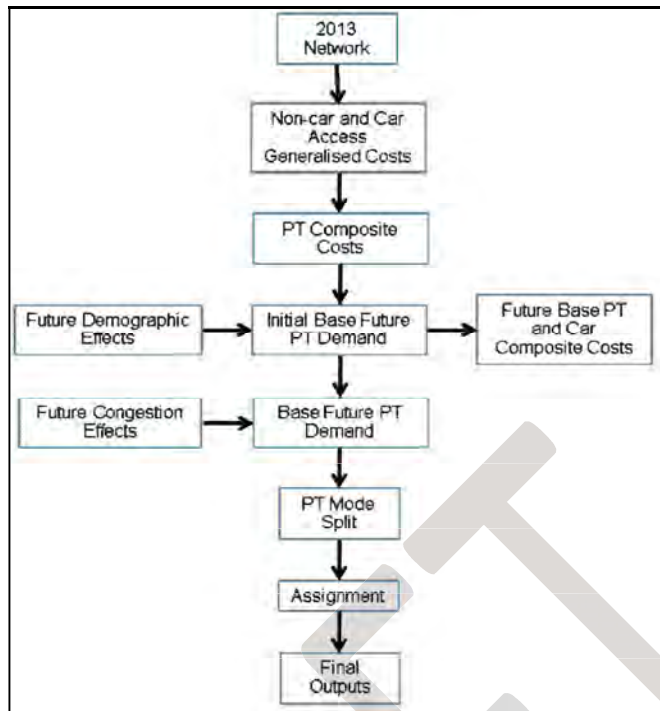 2013
Network
Non-car and Car
Access
Generalised Costs
PT Composite
Costs
Future Demographic
Effects
Initial Base Future
PT Demand
Future Base PT
and Car
Composite Costs
Future Congestion
Effects
Base Future PT
Demand
PT Mode
Split
Assignment
Final
Outputs